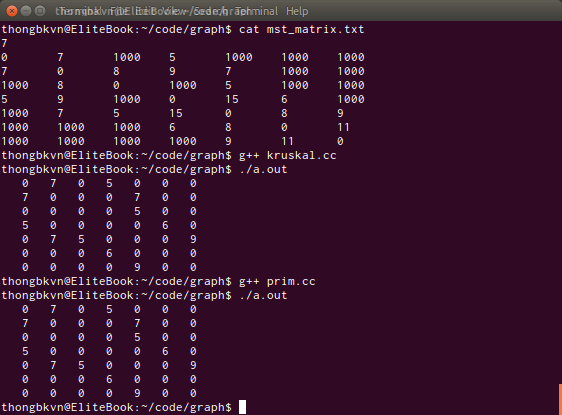 thongbkvn@EliteBook:~/code/graph$ cat mst_matrix.txt
7
0 7 1000 5 1000 1000 1000
7 0 8 9 7 1000 1000
1000 8 0 1000 5 1000 1000
5 9 1000 0 15 6 1000
1000 7 5 15 0 8 9
1000 1000 1000 6 8 0 11
1000 1000 1000 1000 9 11 0
thongbkvn@EliteBook:~/code/graph$ g++ kruskal.cc
thongbkvn@EliteBook:~/code/graph$ ./a.out
0 7 0 5 0 0 0
7 0 0 0 7 0 0
0 0 0 0 5 0 0
5 0 0 0 0 6 0
0 7 5 0 0 0 9
0 0 0 6 0 0 0
0 0 0 0 9 0 0
thongbkvn@EliteBook:~/code/graph$ g++ prim.cc
thongbkvn@EliteBook:~/code/graph$ ./a.out
0 7 0 5 0 0 0
7 0 0 0 7 0 0
0 0 0 0 5 0 0
5 0 0 0 0 6 0
0 7 5 0 0 0 9
0 0 0 6 0 0 0
0 0 0 0 9 0 0
thongbkvn@EliteBook:~/code/graph$